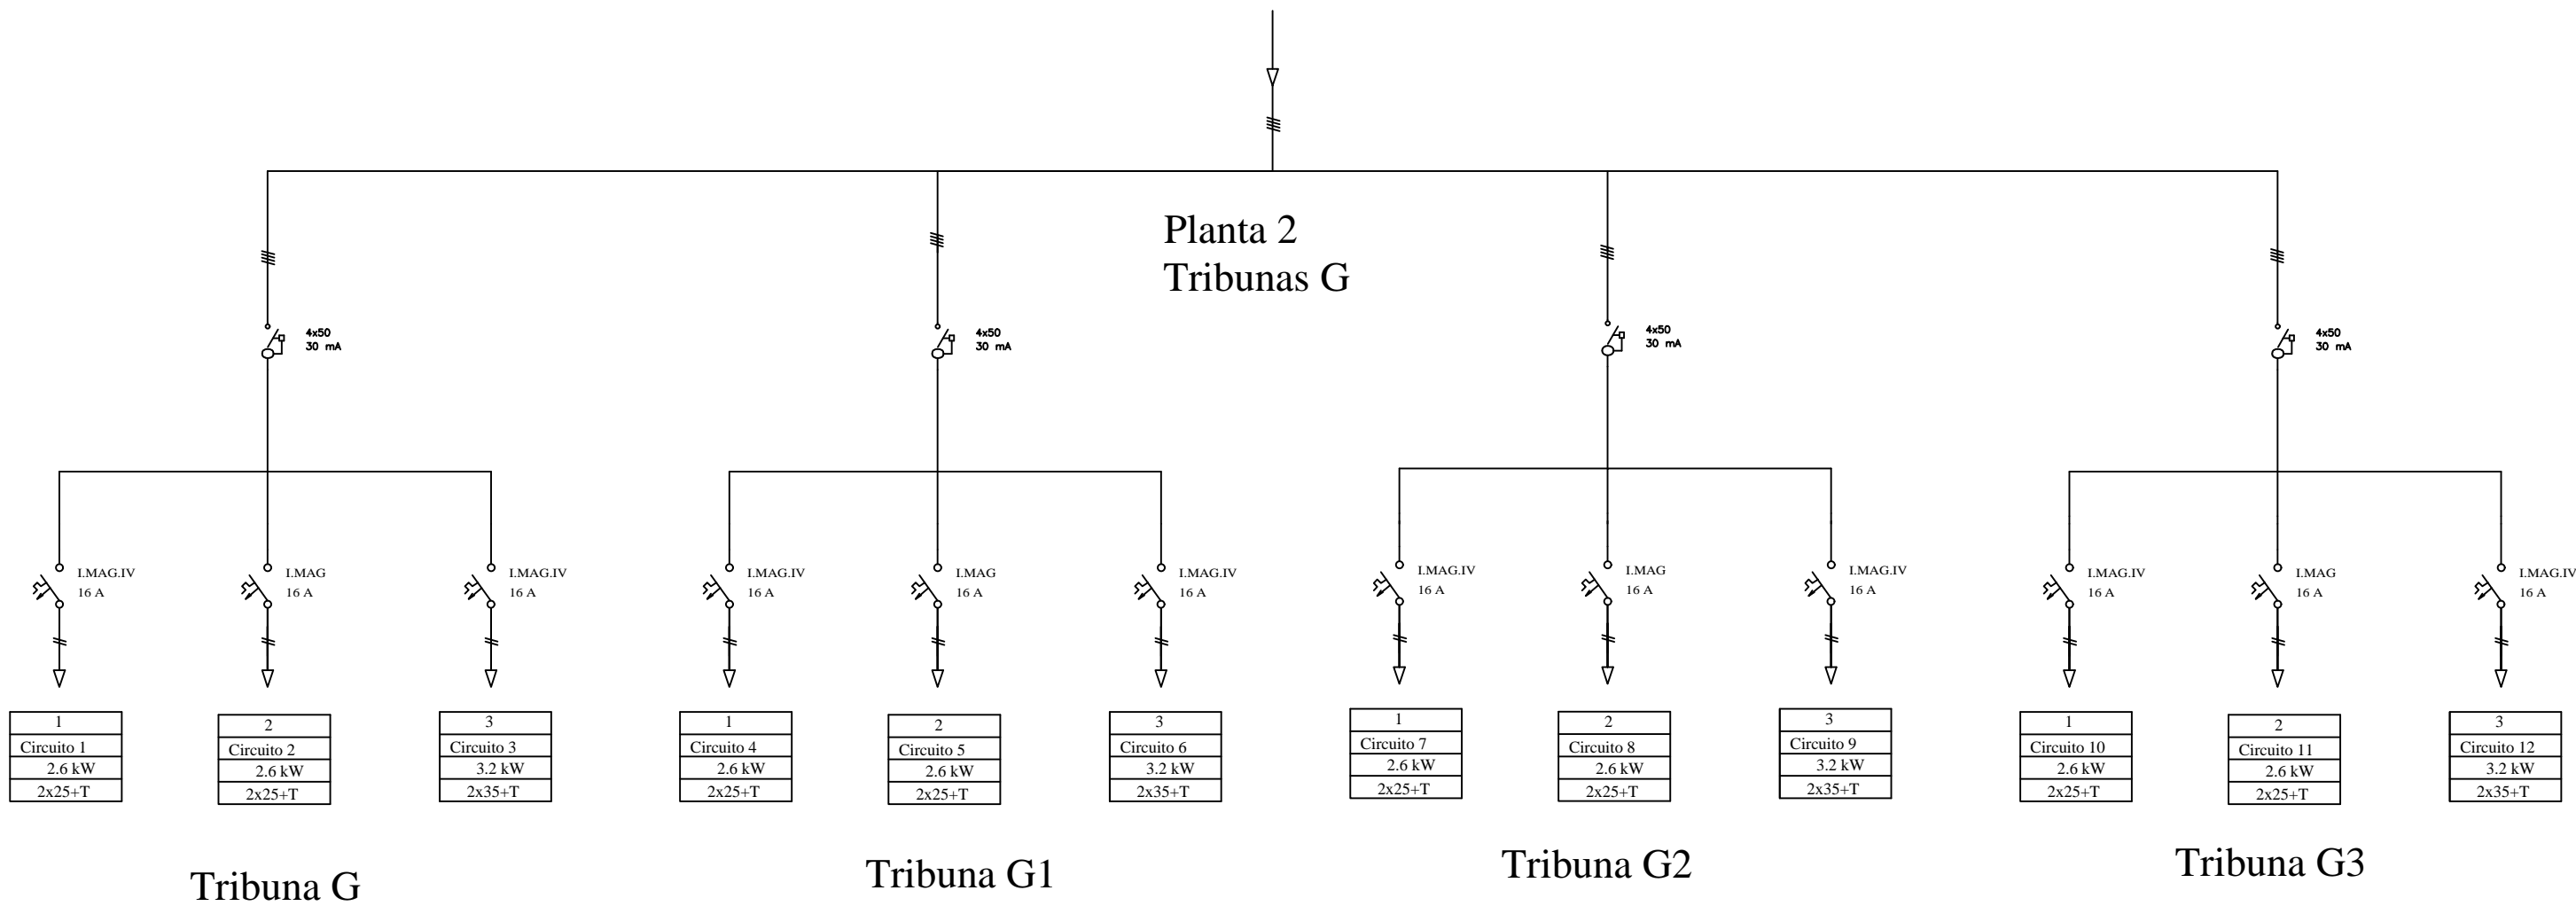 Planta 2
Tribunas G
4x50
30 mA
4x50
30 mA
4x50
30 mA
4x50
30 mA
I.MAG.IV
16 A
I.MAG
16 A
I.MAG.IV
16 A
I.MAG.IV
16 A
I.MAG
16 A
I.MAG.IV
16 A
I.MAG.IV
16 A
I.MAG
16 A
I.MAG.IV
16 A
I.MAG.IV
16 A
I.MAG
16 A
I.MAG.IV
16 A
1
Circuito 1
2.6 kW
2x25+T
2
Circuito 2
2.6 kW
2x25+T
3
Circuito 3
3.2 kW
2x35+T
1
Circuito 4
2.6 kW
2x25+T
2
Circuito 5
2.6 kW
2x25+T
3
Circuito 6
3.2 kW
2x35+T
1
Circuito 7
2.6 kW
2x25+T
2
Circuito 8
2.6 kW
2x25+T
3
Circuito 9
3.2 kW
2x35+T
1
Circuito 10
2.6 kW
2x25+T
2
Circuito 11
2.6 kW
2x25+T
3
Circuito 12
3.2 kW
2x35+T
Tribuna G
Tribuna G1
Tribuna G2
Tribuna G3